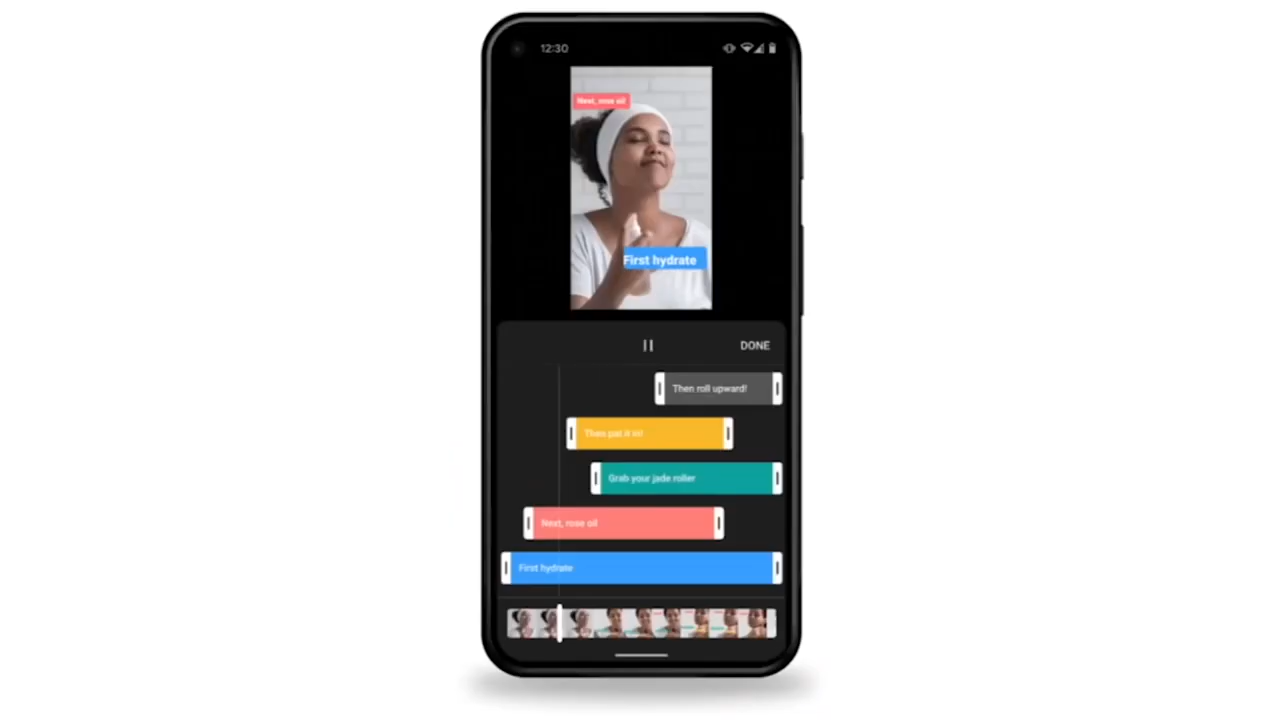 12:30
Next, rose oil
First hydrate
DONE
Then roll upward!
Then pat it in!
Grab your jade roller
Next, rose oil
First hydrate